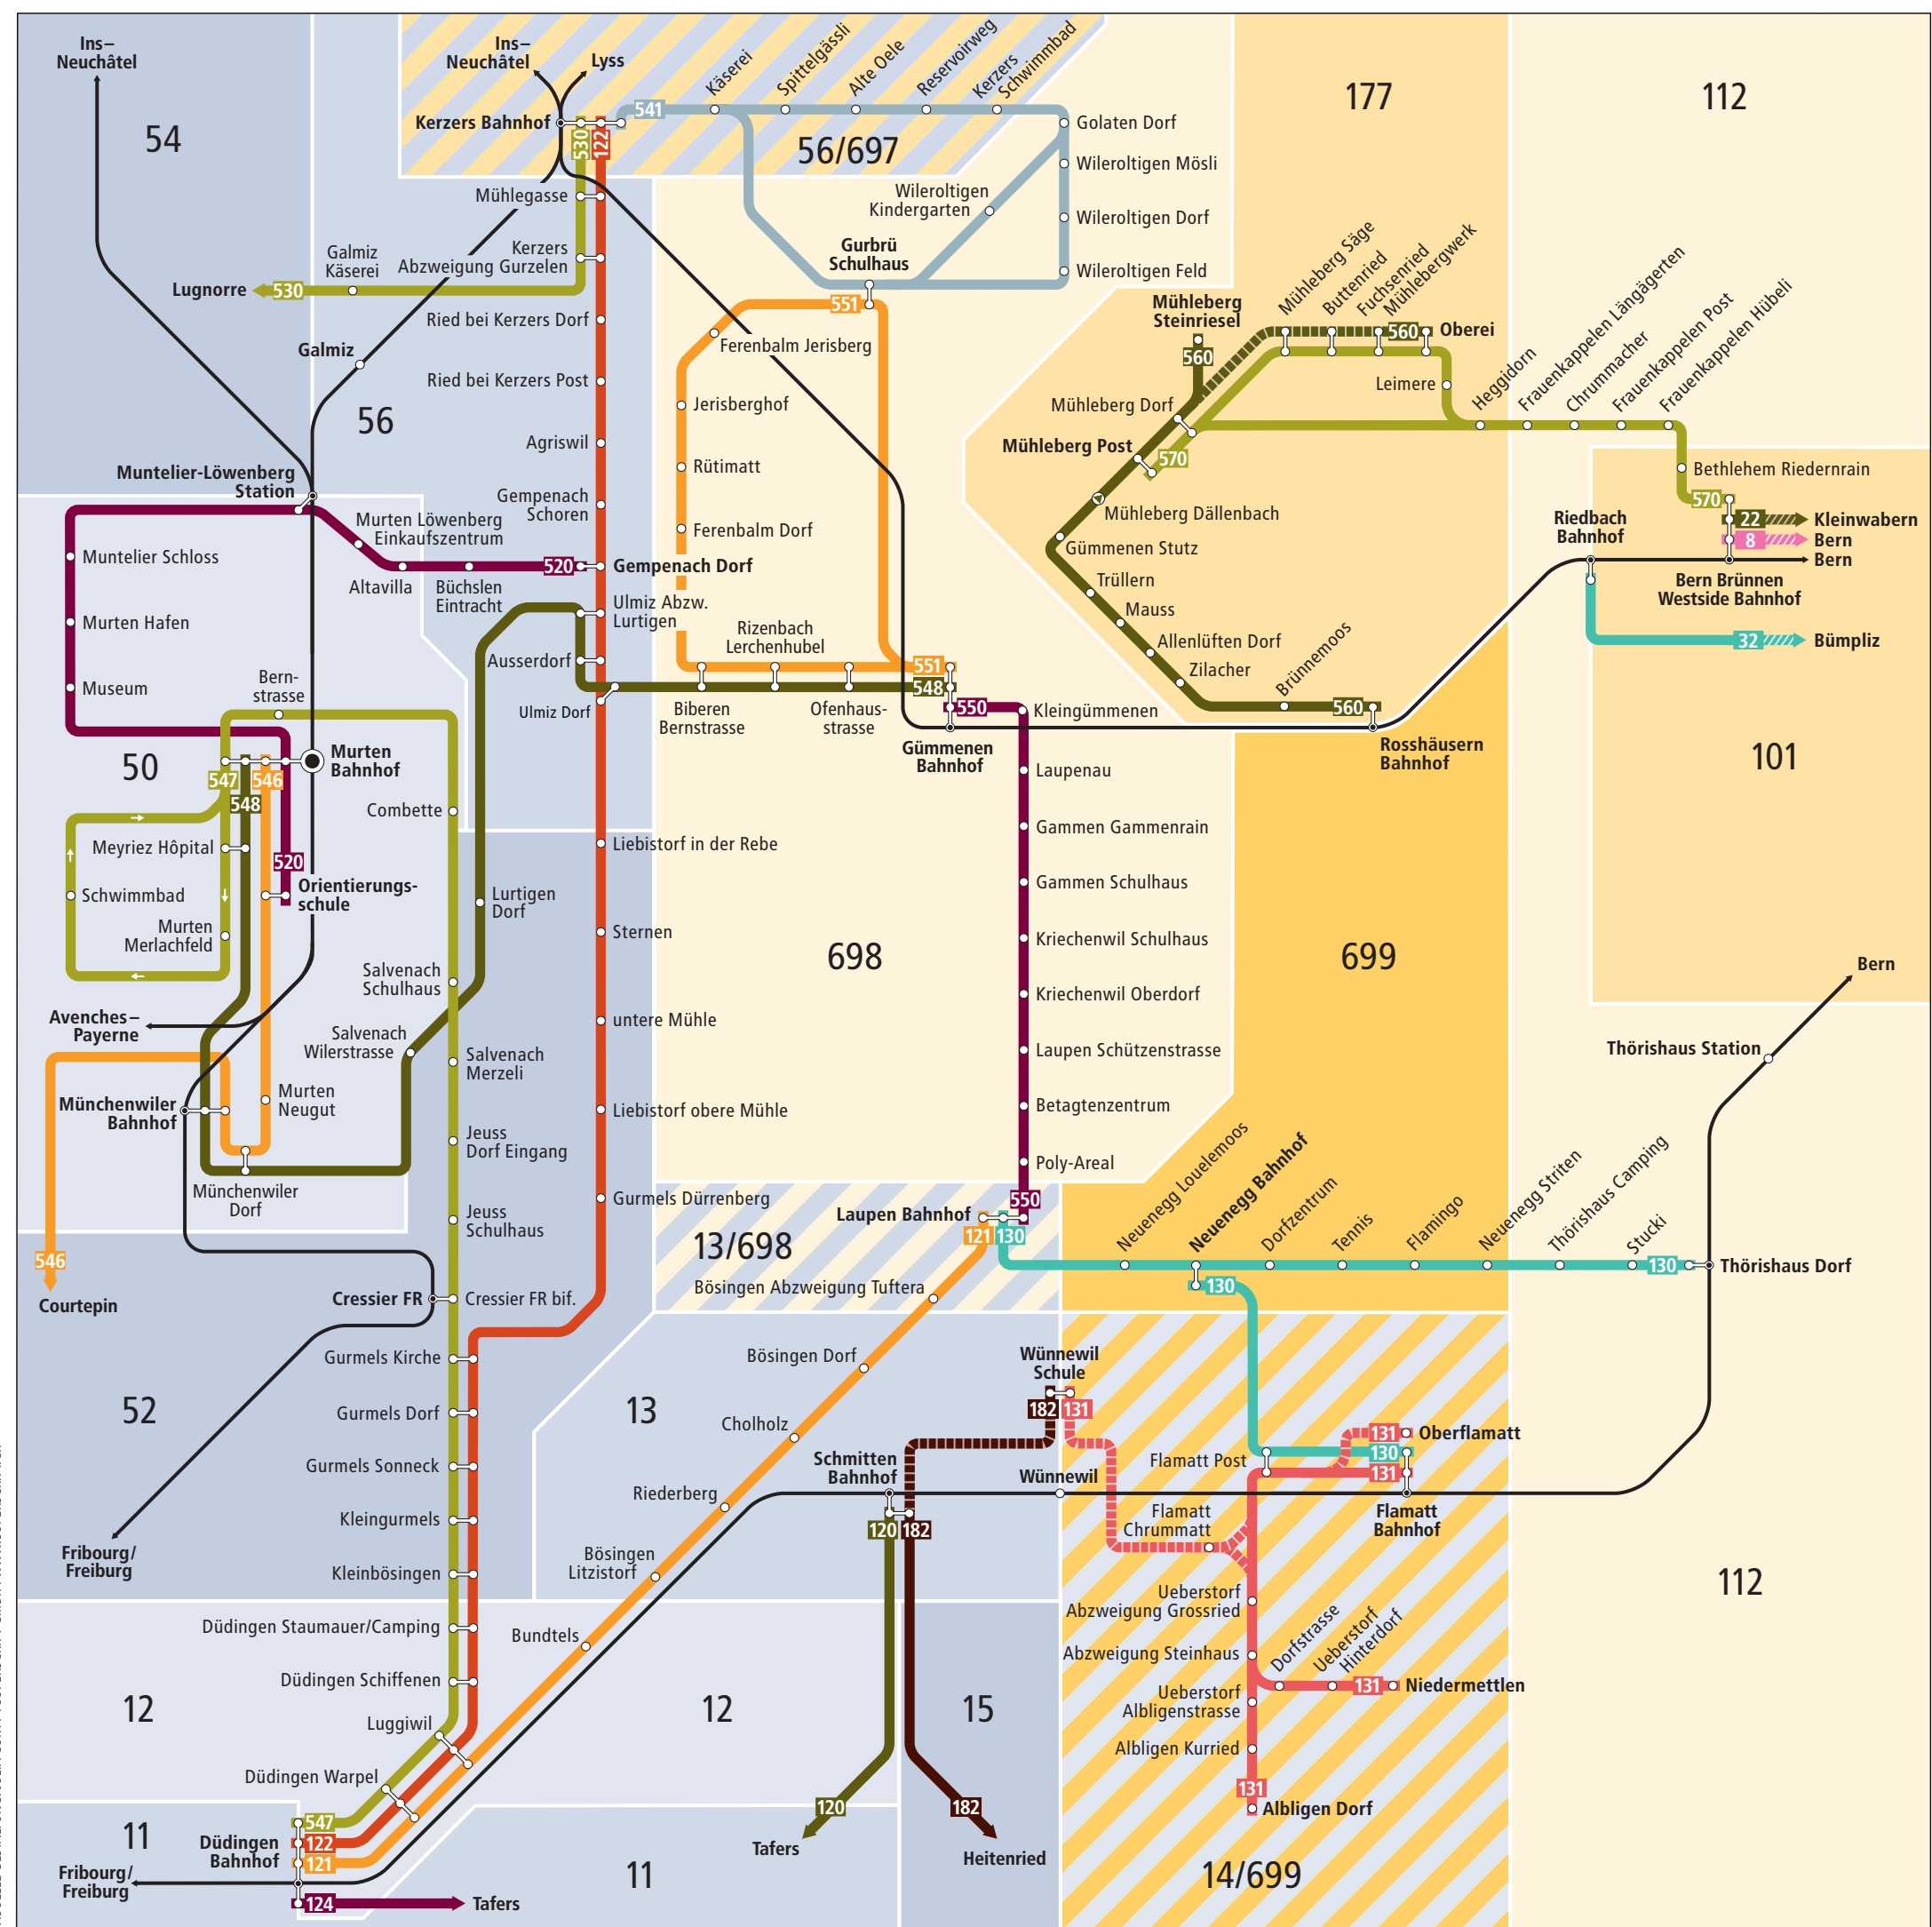 Ins–
Neuchâtel
54
Ins–
Neuchâtel
Lyss
Kerzers Bahnhof
530
122
541
Käserei
Spittelgässli
Alte Oele
Reservoirweg
Kerzers
Schwimmbad
56/697
177
112
Golaten Dorf
Wileroltigen Mösli
Wileroltigen
Kindergarten
Wileroltigen Dorf
Wileroltigen Feld
Mühlegasse
Kerzers
Abzweigung Gurzelen
Galmiz
Käserei
Lugnorre
530
Gurbrü
Schulhaus
551
Ferenbalm Jerisberg
Ried bei Kerzers Dorf
Galmiz
Ried bei Kerzers Post
56
Jerisberghof
Agriswil
Rütimatt
Gempenach
Schoren
Ferenbalm Dorf
Mühleberg
Steinriesel
560
Mühleberg Säge
Buttenried
Fuchsenried
Mühlebergwerk
560
Oberei
Leimere
Heggidorn
Frauenkappelen Längägerten
Chrummacher
Frauenkappelen Post
Frauenkappelen Hübeli
Mühleberg Dorf
Mühleberg Post
570
Bethlehem Riedernrain
570
22
Kleinwabern
8
Bern
Bern
Riedbach
Bahnhof
Bern Brünnen
Westside Bahnhof
32
Bümpliz
Mühleberg Dällenbach
Gümmenen Stutz
Trüllern
Mauss
Allenlüften Dorf
Zilacher
Brünnemoos
560
Rosshäusern
Bahnhof
101
Muntelier-Löwenberg
Station
Murten Löwenberg
Einkaufszentrum
Muntelier Schloss
Altavilla
Büchslen
Eintracht
520
Gempenach Dorf
Murten Hafen
Ulmiz Abzw.
Lurtigen
Ausserdorf
Rizenbach
Lerchenhubel
551
548
550
Kleingümmenen
Museum
Bern-
strasse
Ulmiz Dorf
Biberen
Bernstrasse
Ofenhaus-
strasse
Gümmenen
Bahnhof
50
Murten
Bahnhof
547
546
548
Laupenau
Combette
Gammen Gammenrain
Meyriez Hôpital
Liebistorf in der Rebe
520
Orientierungs-
schule
Schwimmbad
Lurtigen
Dorf
Gammen Schulhaus
Murten
Merlachfeld
Sternen
698
699
Kriechenwil Schulhaus
Salvenach
Schulhaus
Kriechenwil Oberdorf
Bern
Avenches–
Payerne
Salvenach
Wilerstrasse
untere Mühle
Laupen Schützenstrasse
Thörishaus Station
Salvenach
Merzeli
Münchenwiler
Bahnhof
Murten
Neugut
Liebistorf obere Mühle
Betagtenzentrum
Jeuss
Dorf Eingang
Poly-Areal
Münchenwiler
Dorf
Gurmels Dürrenberg
Jeuss
Schulhaus
550
Laupen Bahnhof
121
130
13/698
Neuenegg Louelemoos
Neuenegg Bahnhof
Dorfzentrum
Tennis
Flamingo
Neuenegg Striten
Thörishaus Camping
Stucki
130
Thörishaus Dorf
130
546
Courtepin
Cressier FR
Cressier FR bif.
Bösingen Abzweigung Tuftera
Gurmels Kirche
Bösingen Dorf
Wünnewil
Schule
182
131
52
Gurmels Dorf
13
Cholholz
131
Oberflamatt
130
131
Flamatt Post
Gurmels Sonneck
Schmitten
Bahnhof
Wünnewil
Flamatt
Bahnhof
Riederberg
Kleingurmels
120
182
Flamatt
Chrummatt
Fribourg/
Freiburg
Kleinbösingen
Bösingen
Litzistorf
112
Ueberstorf
Abzweigung Grossried
Düdingen Staumauer/Camping
Bundtels
Abzweigung Steinhaus
Dorfstrasse
Ueberstorf
Hinterdorf
131
Niedermettlen
Düdingen Schiffenen
12
12
15
Ueberstorf
Albligenstrasse
Luggiwil
Albligen Kurried
Düdingen Warpel
131
Albligen Dorf
120
182
Tafers
Heitenried
11
547
122
121
Düdingen
Bahnhof
Fribourg/
Freiburg
11
14/699
124
Tafers